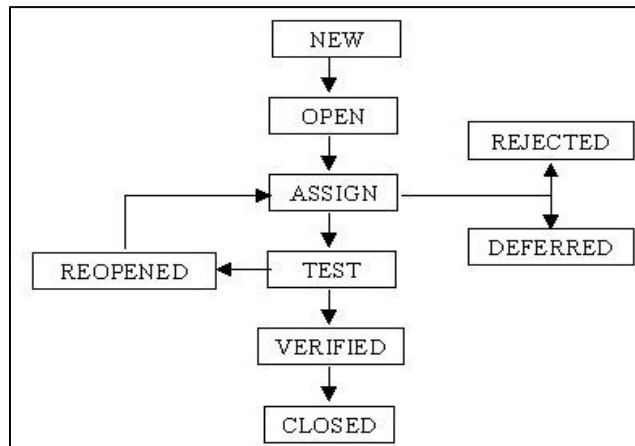 NEW
OPEN
REJECTED
ASSIGN
DEFERRED
REOPENED
TEST
VERIFIED
CLOSED